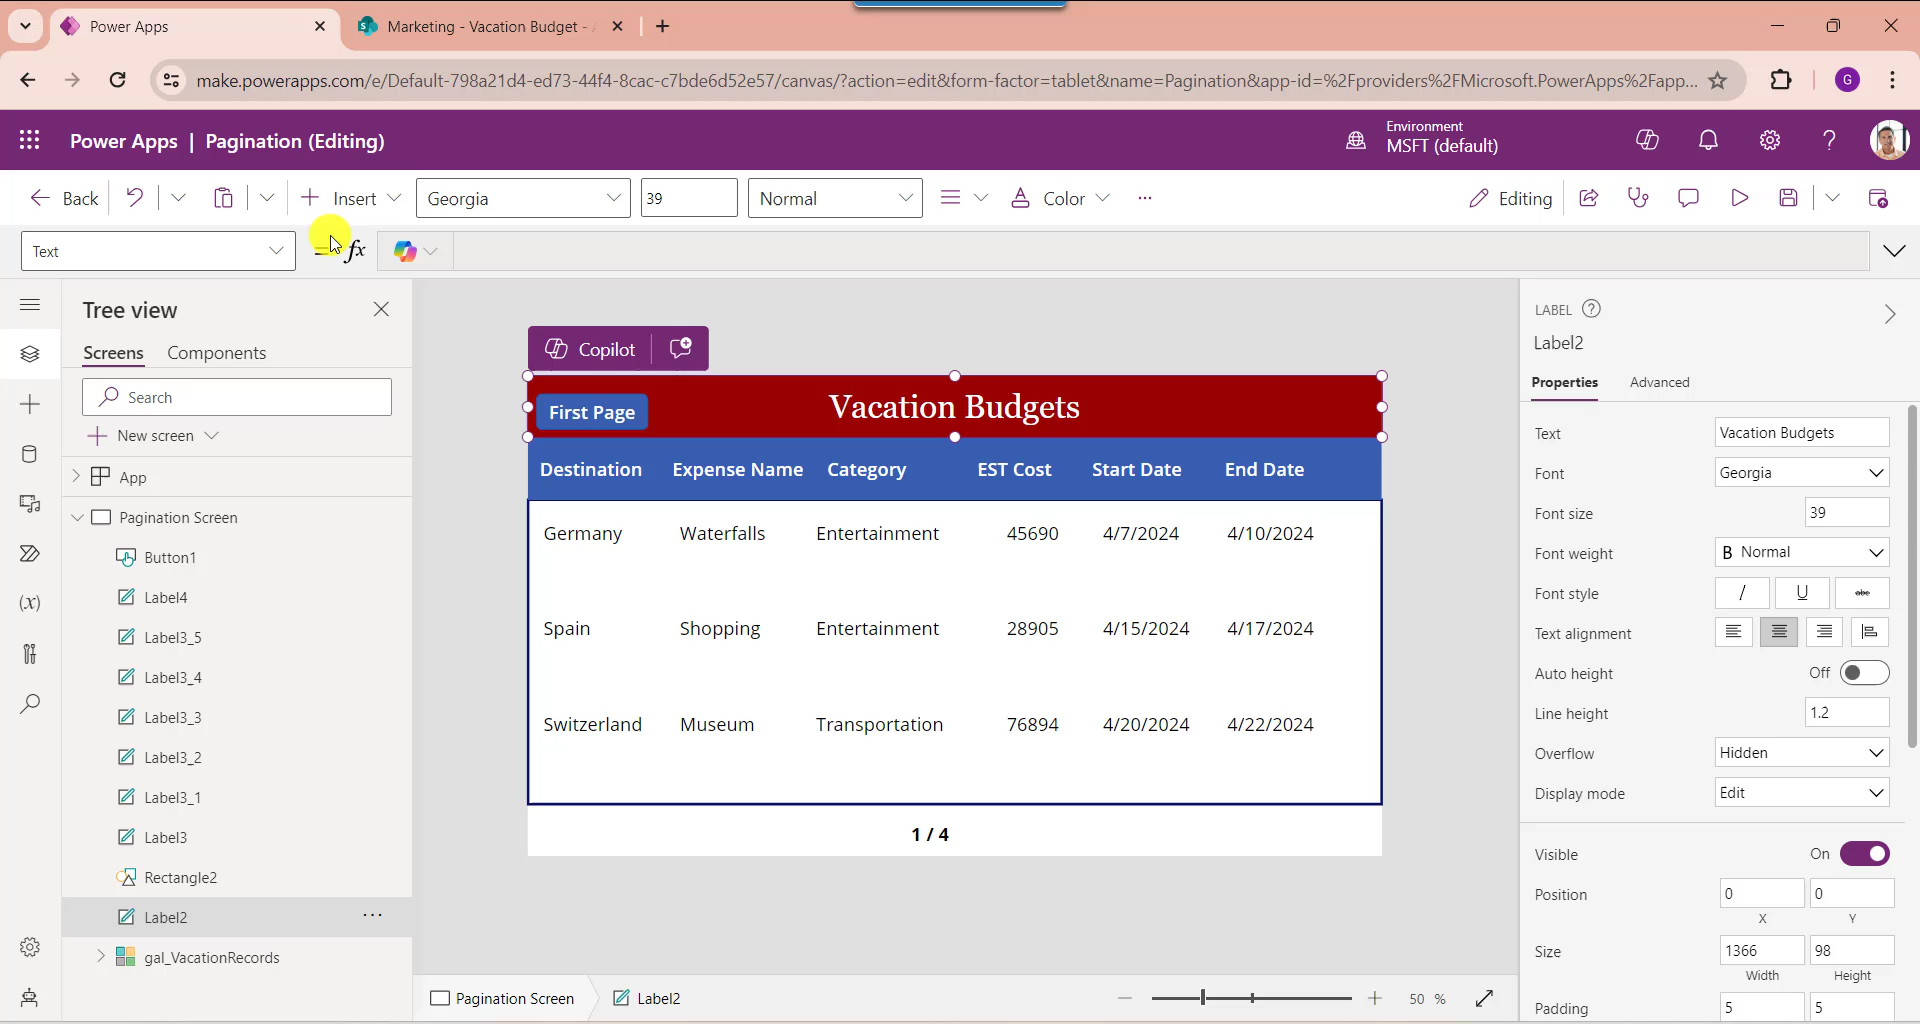 Power Apps
Marketing - Vacation Budget -
make.powerapps.com/e/Default-798a21d4-ed73-44f4-8cac-c7bde6d52e57/canvas/?action=edit&form-factor=tablet&name=Pagination&app-id=%2Fproviders%2FMicrosoft.PowerApps%2Fapp...
G
Power Apps | Pagination (Editing)
Environment
MSFT (default)
Back
Insert
Georgia
39
Normal
Color
Editing
Text
= fx
Tree view
Screens
Components
Search
New screen
App
Pagination Screen
Button1
Label4
Label3_5
Label3_4
Label3_3
Label3_2
Label3_1
Label3
Rectangle2
Label2
gal_VacationRecords
Copilot
First Page
Vacation Budgets
Destination Expense Name Category EST Cost Start Date End Date
Germany Waterfalls Entertainment 45690 4/7/2024 4/10/2024
Spain Shopping Entertainment 28905 4/15/2024 4/17/2024
Switzerland Museum Transportation 76894 4/20/2024 4/22/2024
1 / 4
Pagination Screen
Label2
50 %
LABEL
Label2
Properties
Advanced
Text Vacation Budgets
Font Georgia
Font size 39
Font weight B Normal
Font style / U abc
Text alignment
Auto height Off
Line height 1.2
Overflow Hidden
Display mode Edit
Visible On
Position 0 0
X Y
Size 1366 98
Width Height
Padding 5 5